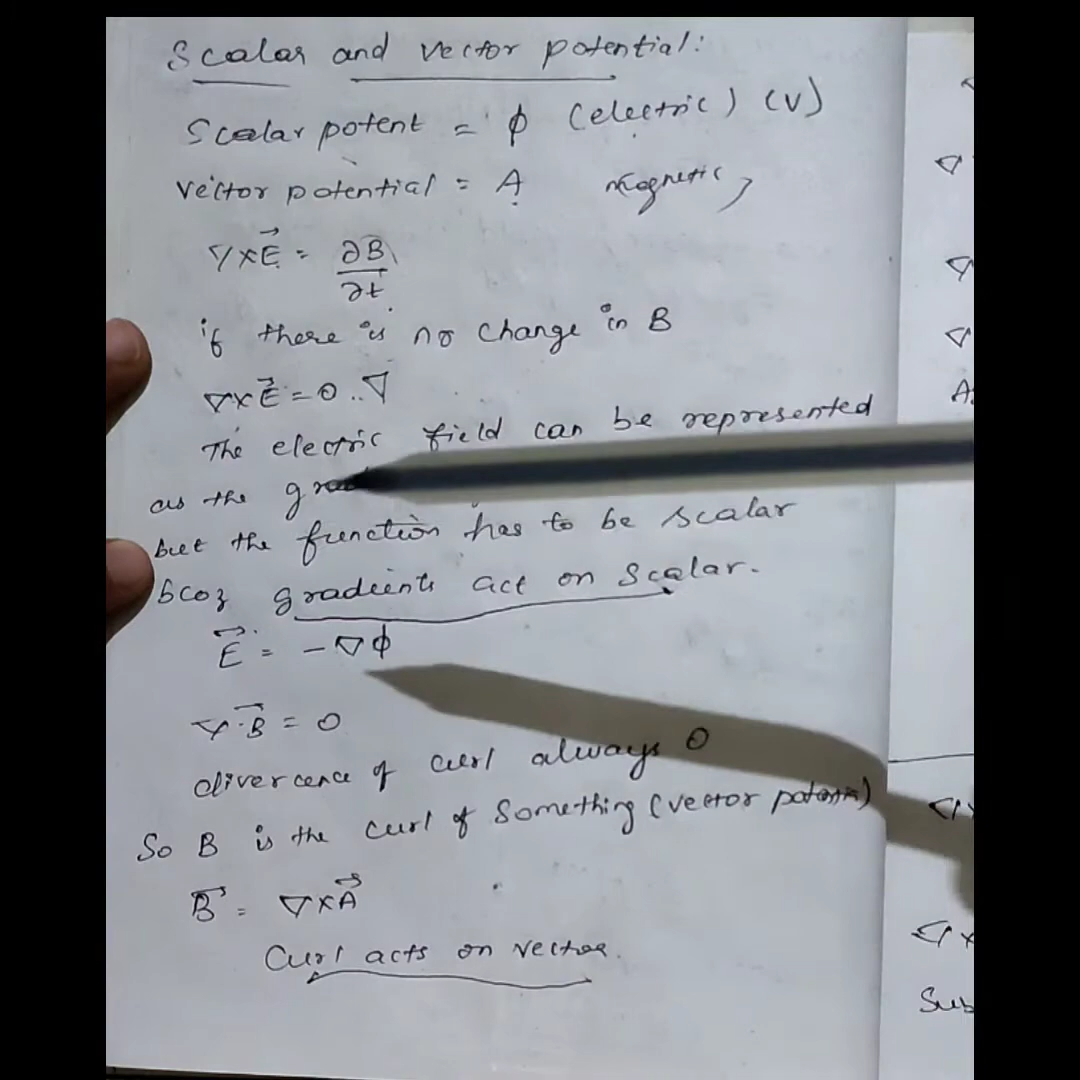 Scalar and Vector potential:
Scalar potent = ϕ (electric) (V)
Vector potential = A magnetic
∇×E⃗ = ∂B
∂t
if there is no change in B
∇×E⃗ = 0 .. ∇
The electric field can be represented
as the
but the function has to be scalar
bcoz gradients act on scalar.
E⃗ = -∇ϕ
∇·B⃗ = 0
divercence of curl always 0
So B is the curl of something (vector
B⃗ = ∇×A⃗
Curl acts on vector.
∇
∇
∇
∇
∇×
Sub